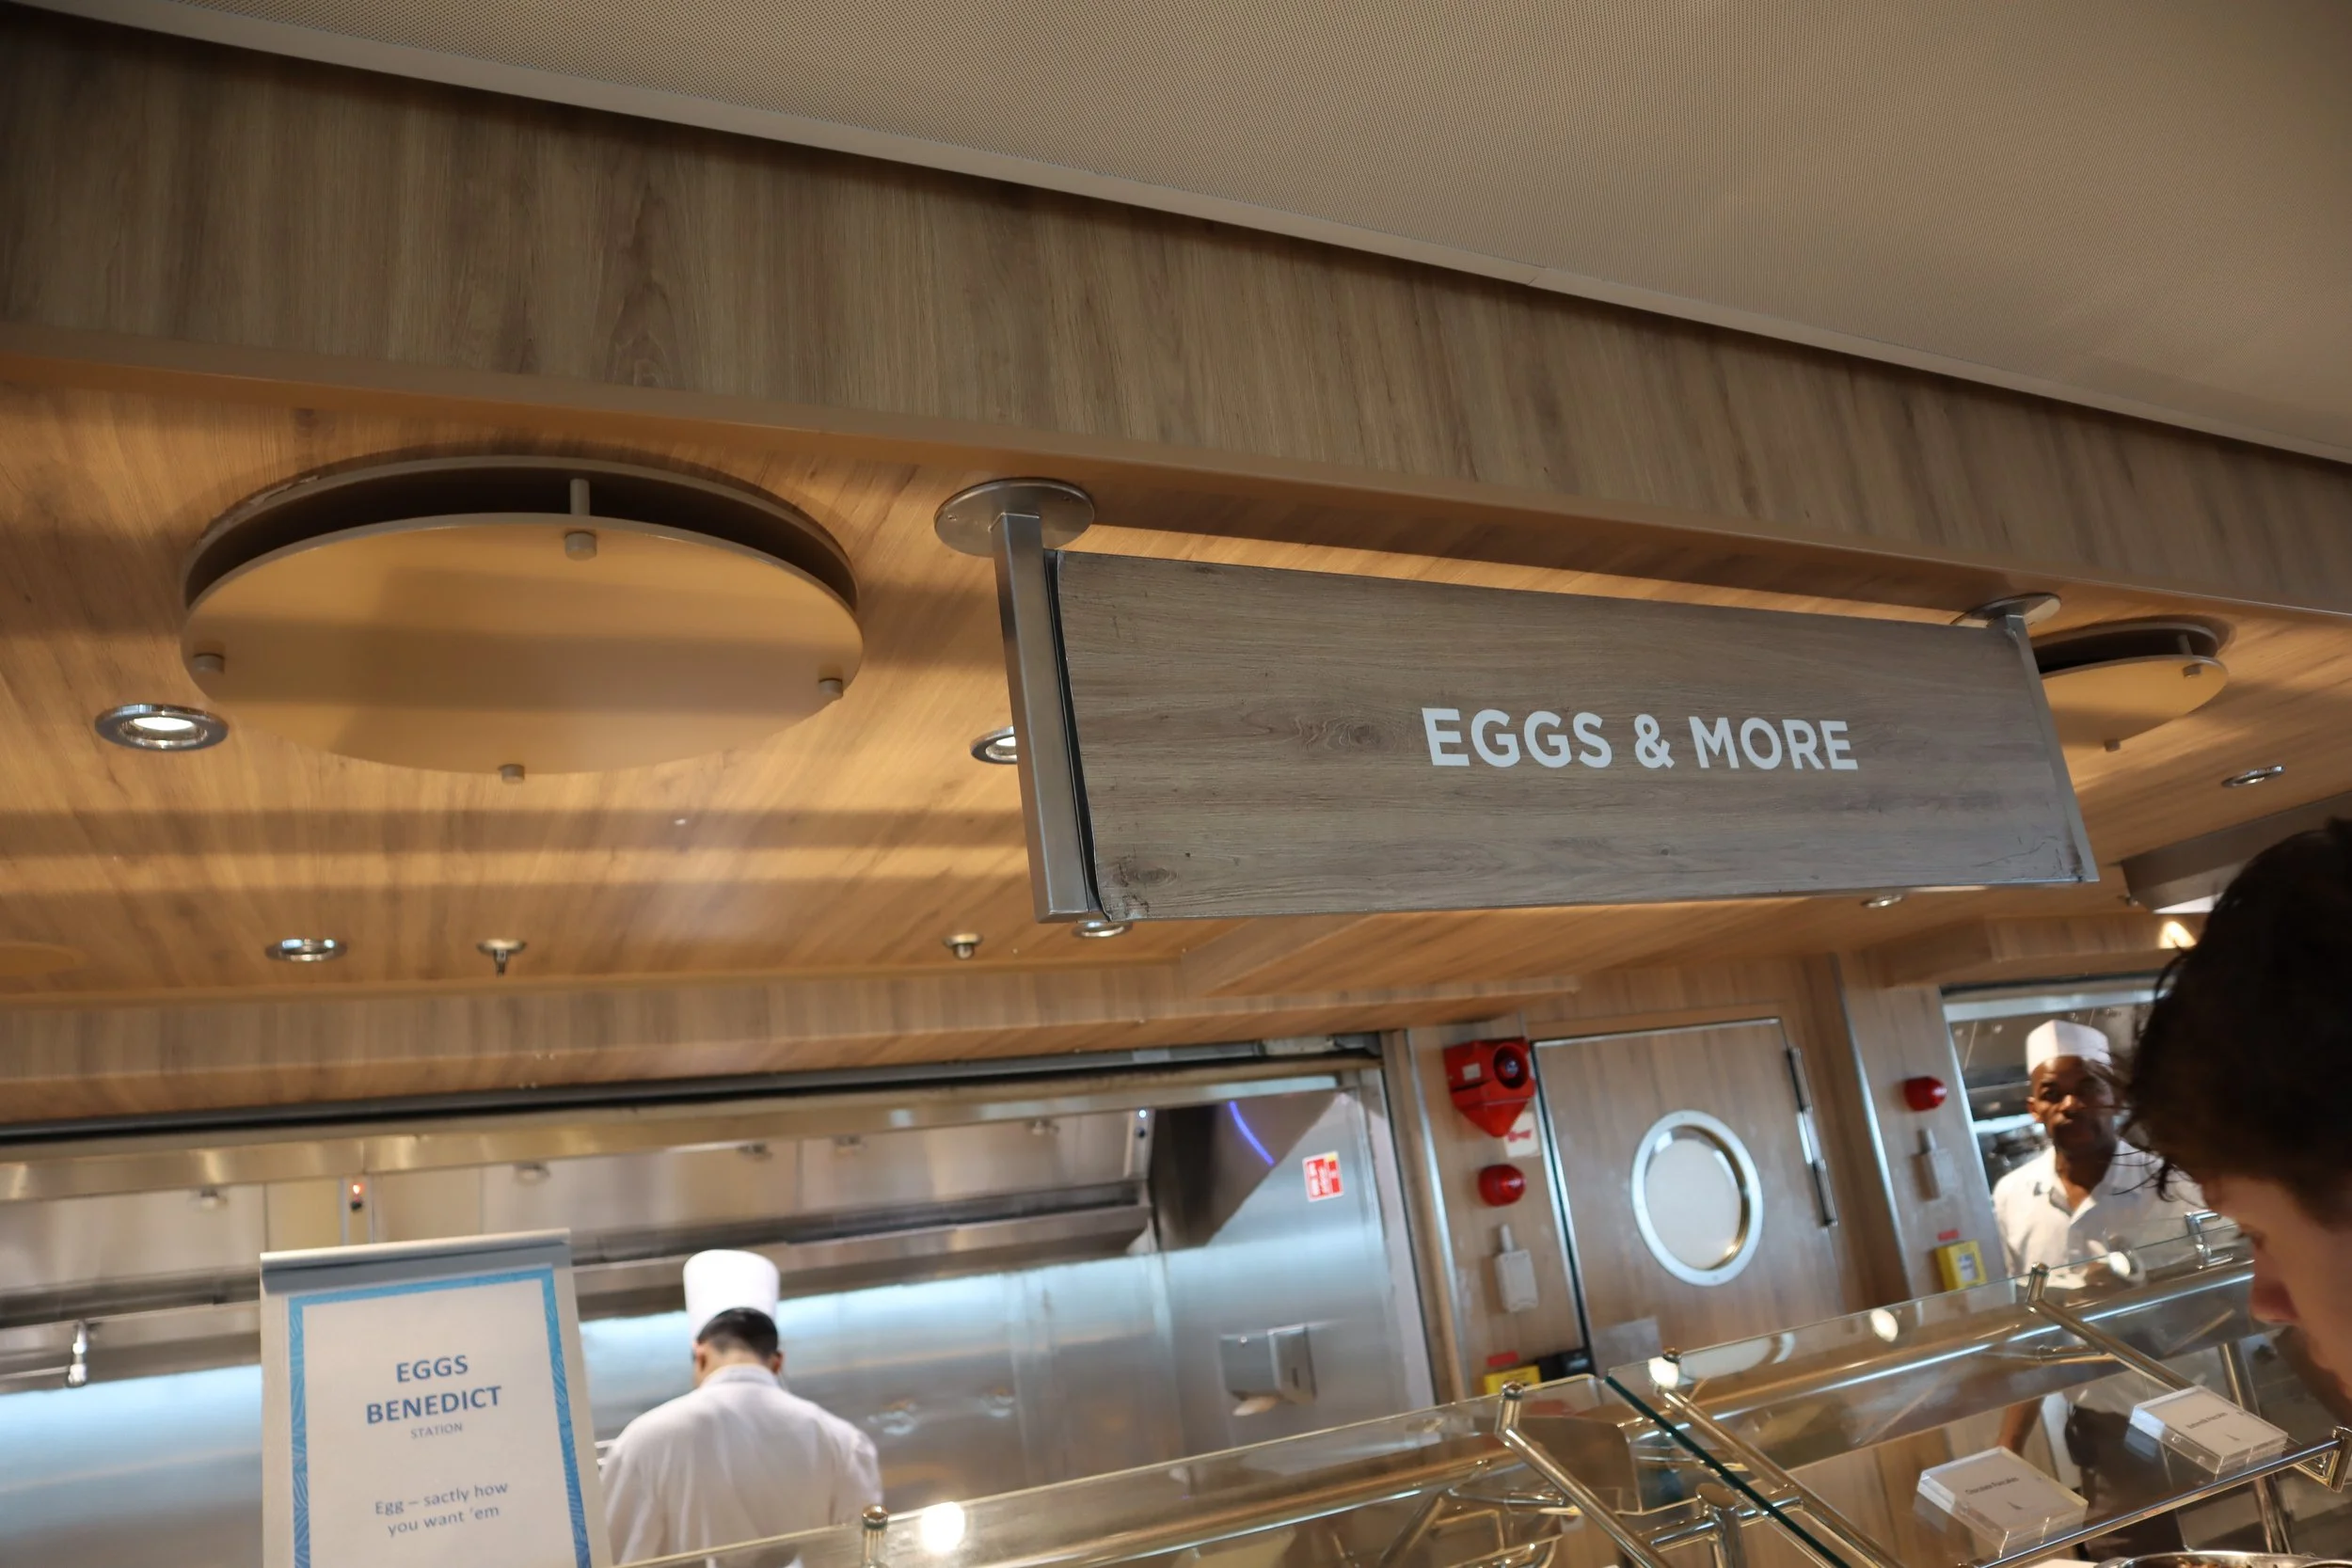 EGGS & MORE
EGGS
BENEDICT
STATION
Egg – sactly how
you want 'em